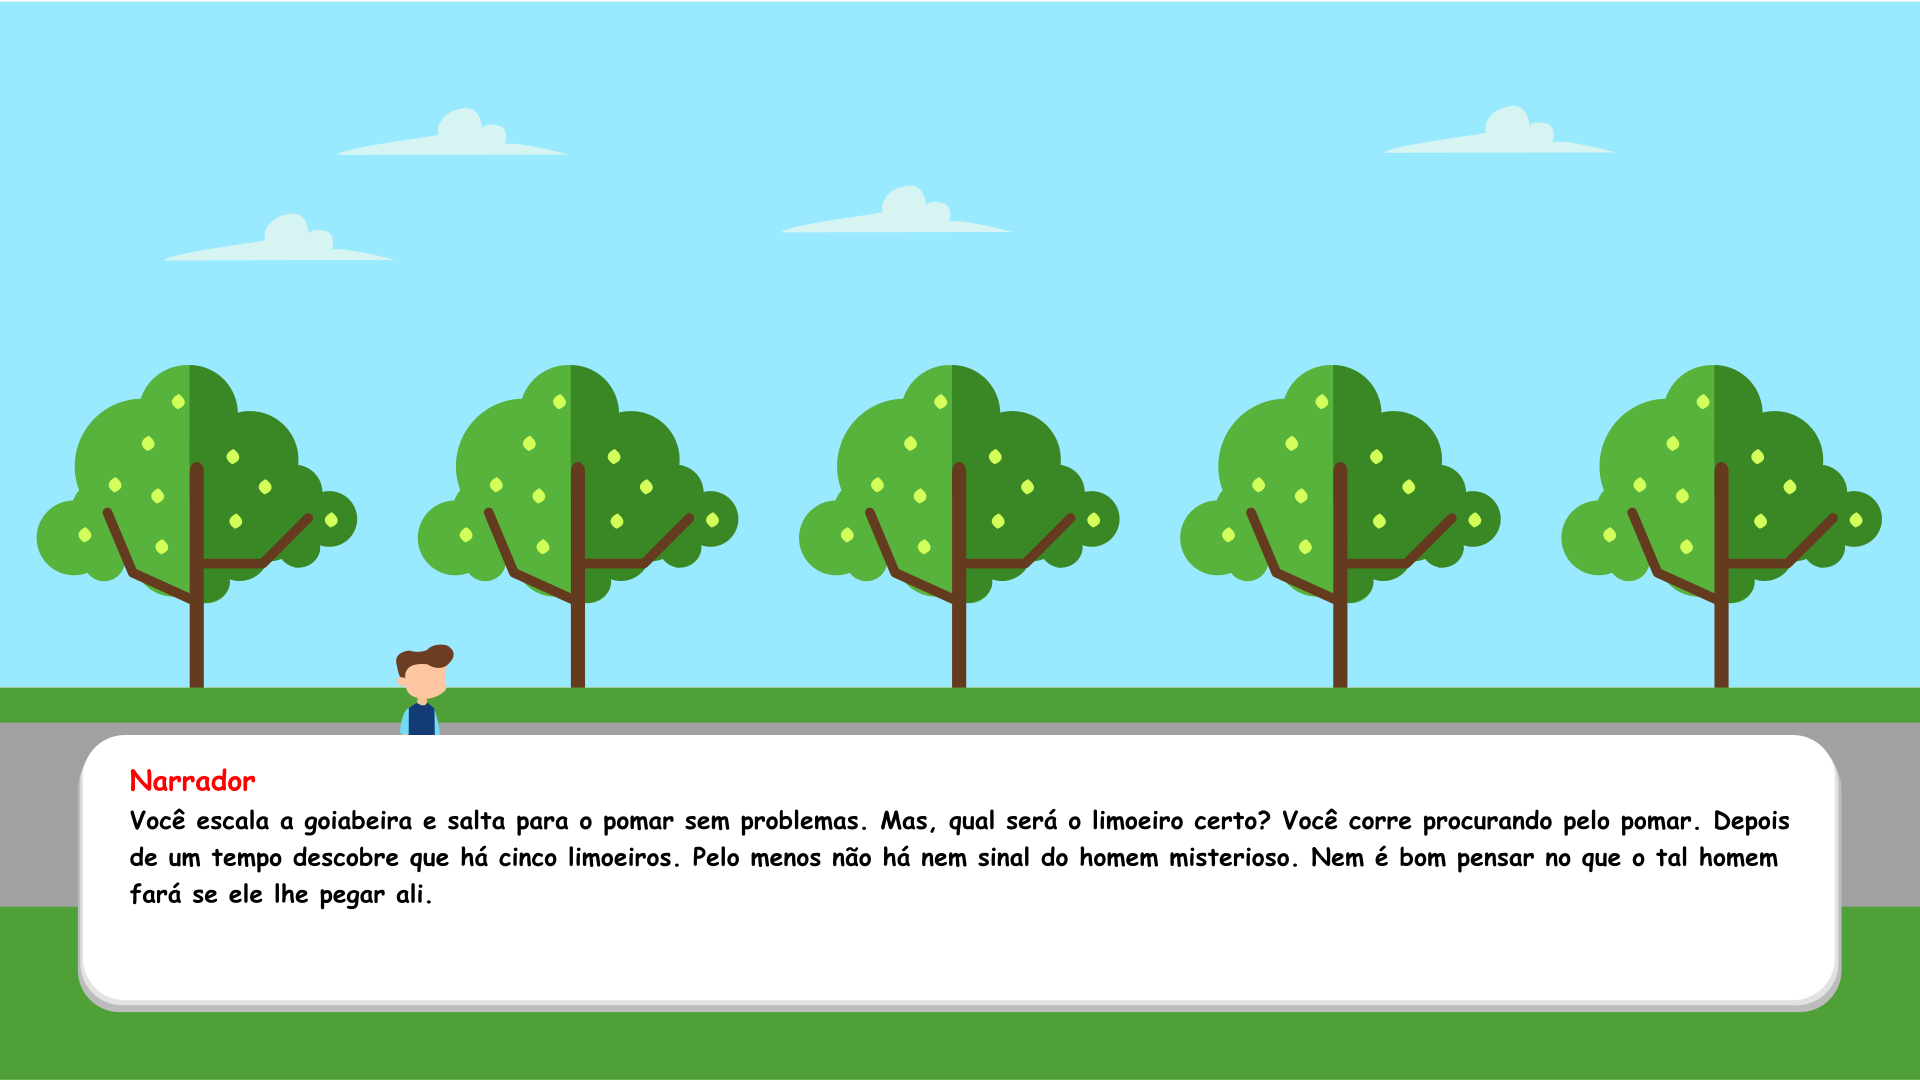 Narrador
Você escala a goiabeira e salta para o pomar sem problemas. Mas, qual será o limoeiro certo? Você corre procurando pelo pomar. Depois
de um tempo descobre que há cinco limoeiros. Pelo menos não há nem sinal do homem misterioso. Nem é bom pensar no que o tal homem
fará se ele lhe pegar ali.